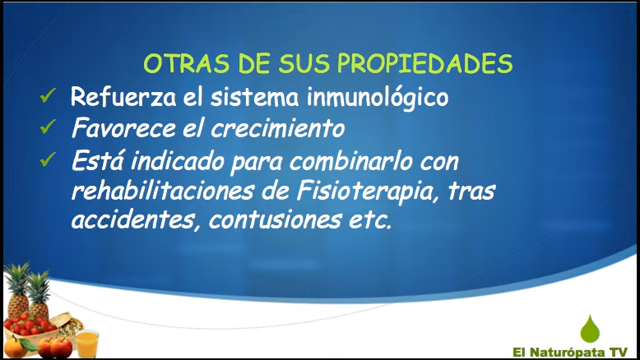 OTRAS DE SUS PROPIEDADES
✓ Refuerza el sistema inmunológico
✓ Favorece el crecimiento
✓ Está indicado para combinarlo con
rehabilitaciones de Fisioterapia, tras
accidentes, contusiones etc.
El Naturópata TV